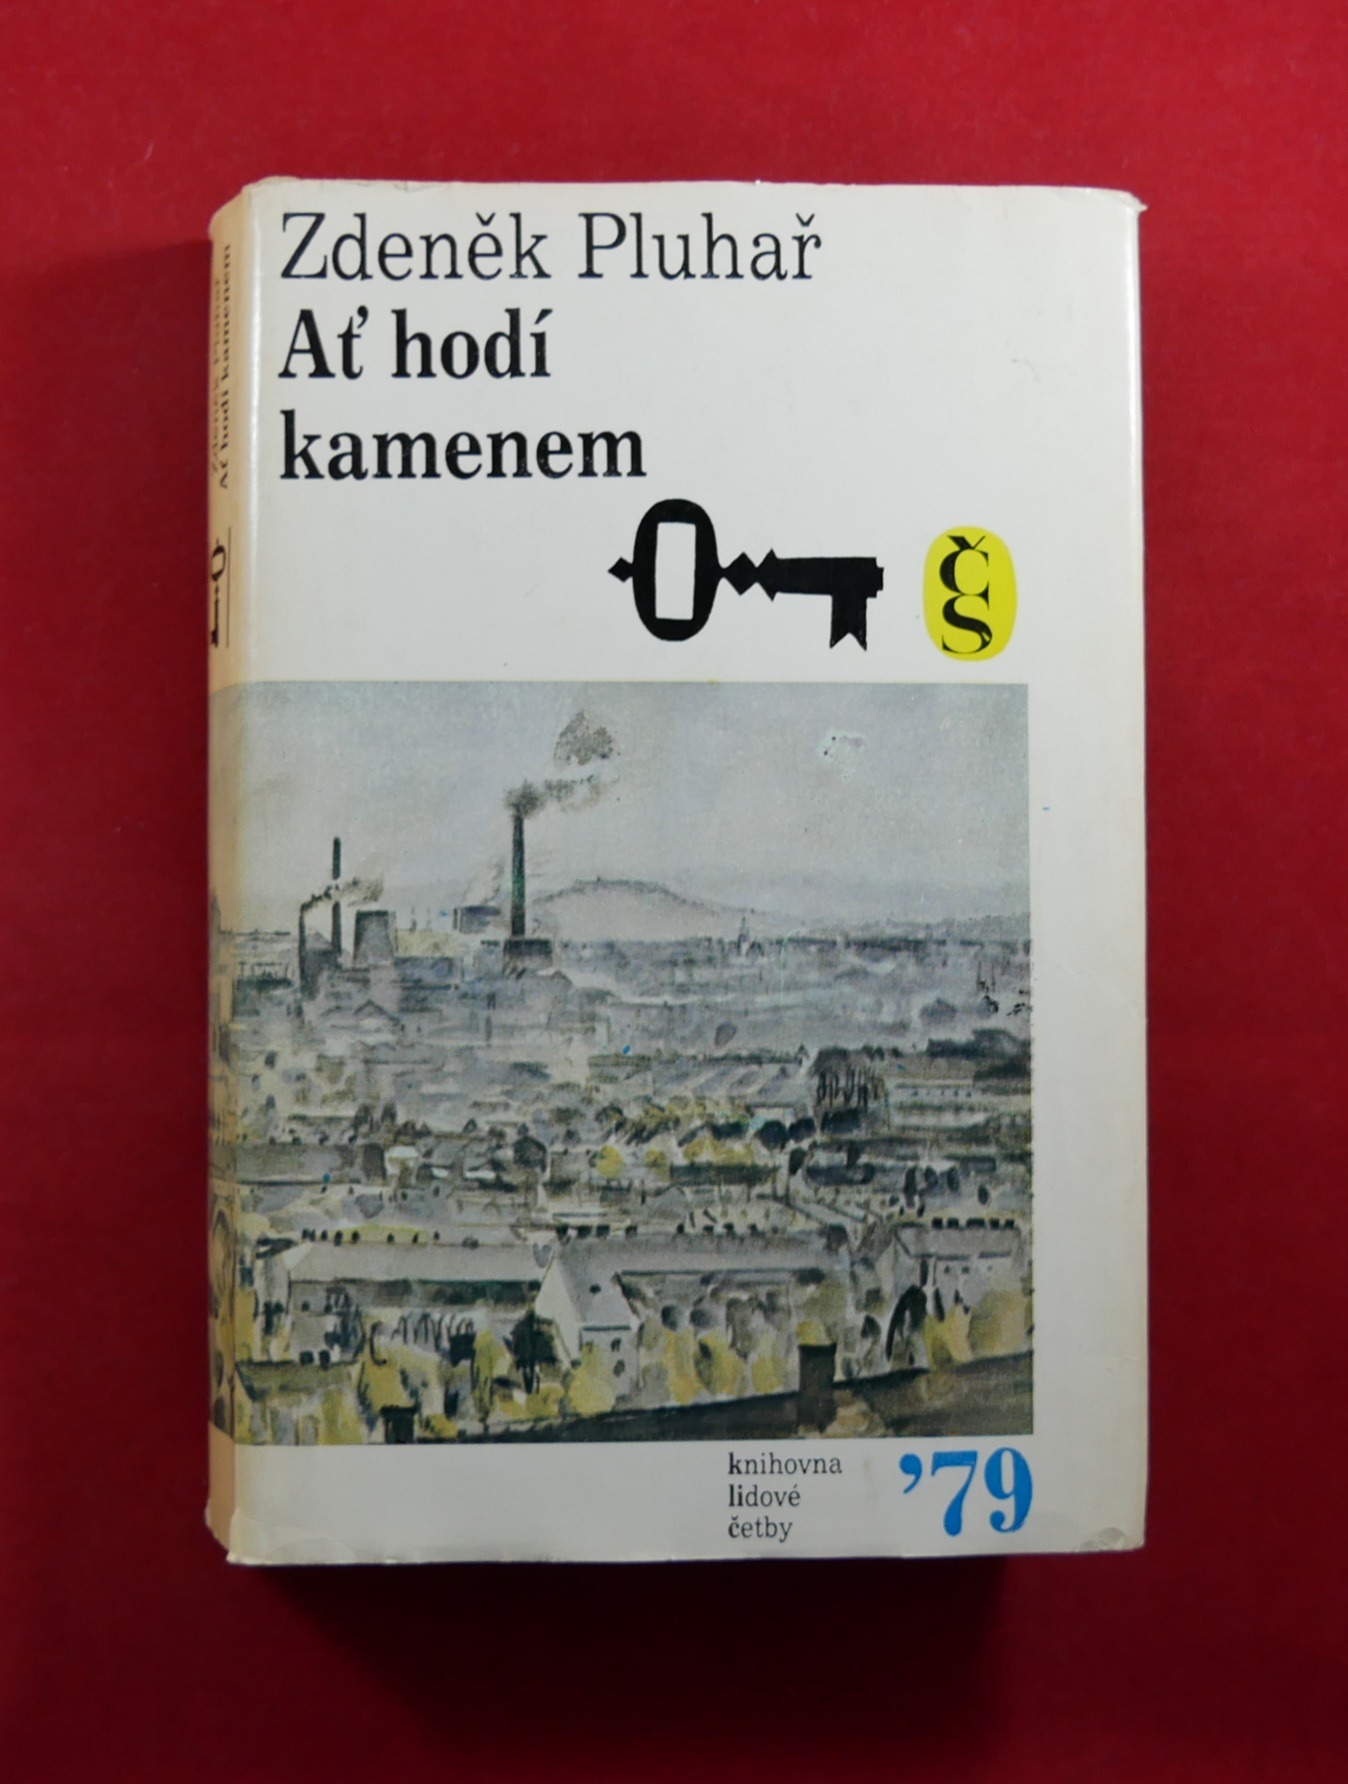 Zdeněk Pluhař
Ať hodí
kamenem
ČS
knihovna
lidové
četby
’79
Zdeněk Pluhař
Ať hodí kamenem